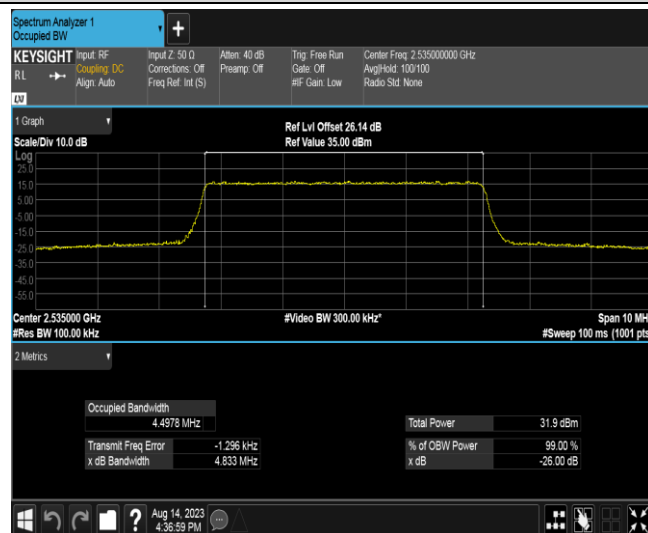 Spectrum Analyzer 1
Occupied BW
+
KEYSIGHT
RL
LXI
Input: RF
Coupling: DC
Align: Auto
Input Z: 50 Ω
Corrections: Off
Freq Ref: Int (S)
Atten: 40 dB
Preamp: Off
Trig: Free Run
Gate: Off
#IF Gain: Low
Center Freq: 2.535000000 GHz
Avg|Hold: 100/100
Radio Std: None
1 Graph
Scale/Div 10.0 dB
Ref Lvl Offset 26.14 dB
Ref Value 35.00 dBm
Log
25.0
15.0
5.00
-5.00
-15.0
-25.0
-35.0
-45.0
-55.0
Center 2.535000 GHz
#Res BW 100.00 kHz
#Video BW 300.00 kHz*
Span 10 MH
#Sweep 100 ms (1001 pts
2 Metrics
Occupied Bandwidth
4.4978 MHz
Transmit Freq Error -1.296 kHz
x dB Bandwidth 4.833 MHz
Total Power 31.9 dBm
% of OBW Power 99.00 %
x dB -26.00 dB
?
Aug 14, 2023
4:36:59 PM